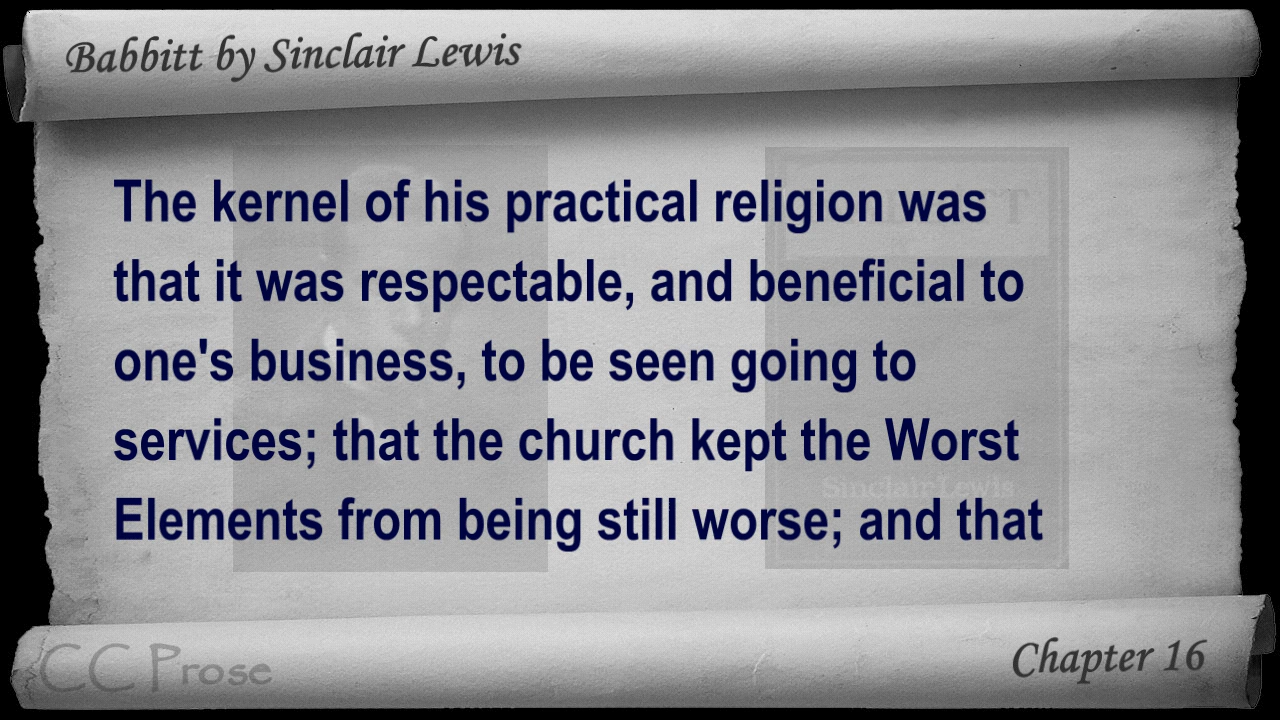 Babbitt by Sinclair Lewis
The kernel of his practical religion was
that it was respectable, and beneficial to
one's business, to be seen going to
services; that the church kept the Worst
Elements from being still worse; and that
Sinclair Lewis
CC Prose
Chapter 16